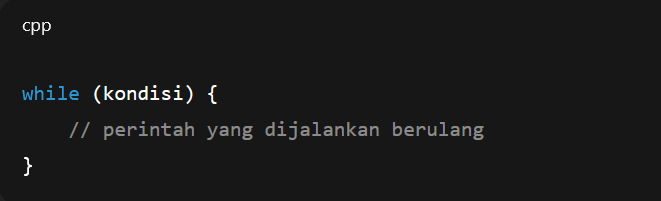 cpp
while (kondisi) {
    // perintah yang dijalankan berulang
}